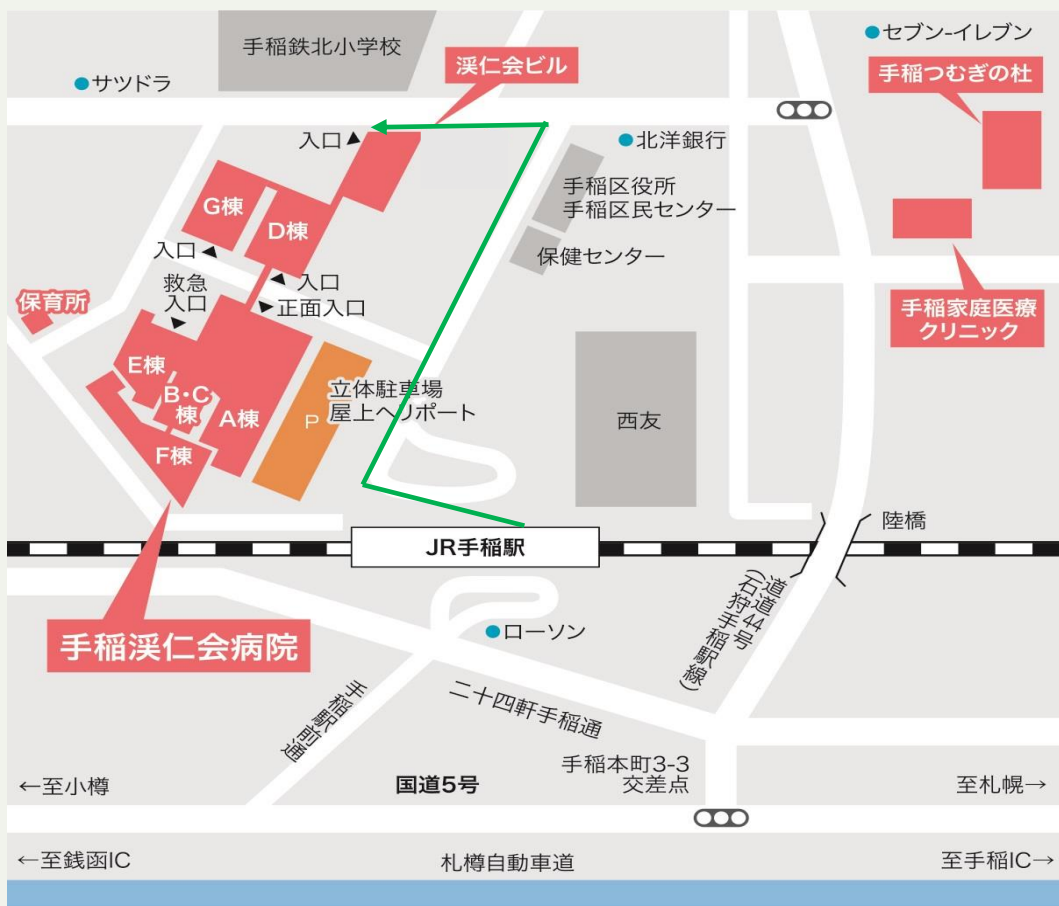 手稲鉄北小学校
セブン-イレブン
サツドラ
渓仁会ビル
手稲つむぎの杜
入口
北洋銀行
手稲区役所
手稲区民センター
G棟
D棟
保健センター
入口
救急
入口
入口
正面入口
保育所
手稲家庭医療
クリニック
E棟
B・C
棟
A棟
F棟
P
立体駐車場
屋上ヘリポート
西友
陸橋
JR手稲駅
手稲渓仁会病院
ローソン
道道44号
(石狩手稲駅線)
手稲駅前通
二十四軒手稲通
手稲本町3-3
交差点
←至小樽
国道5号
至札幌→
←至銭函IC
札樽自動車道
至手稲IC→